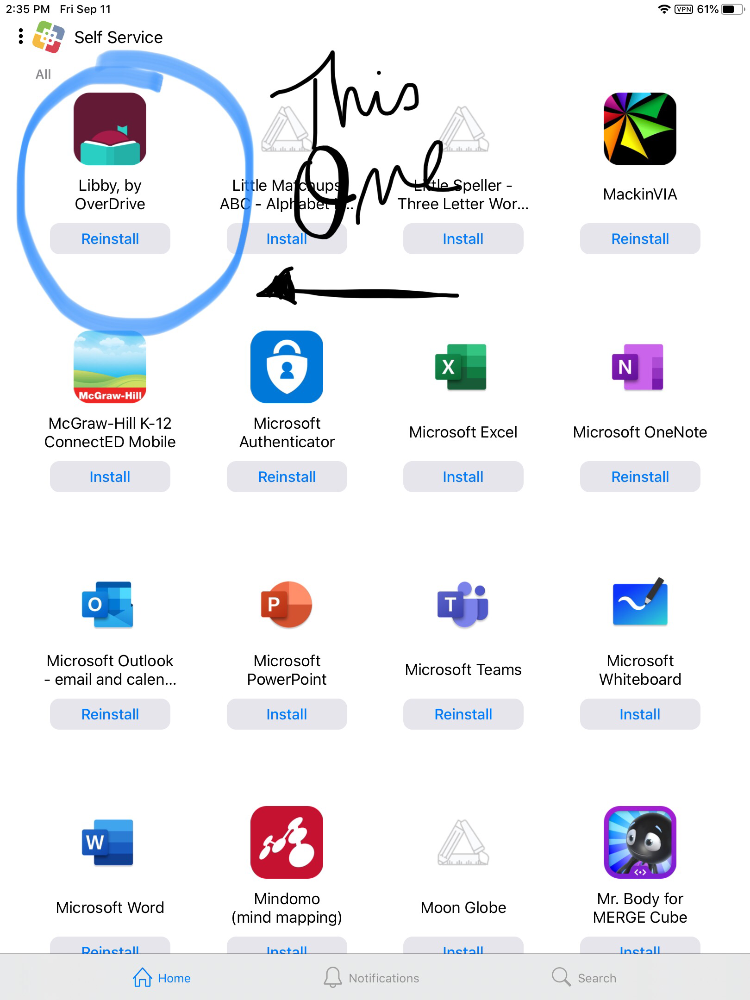 2:35 PM Fri Sep 11 VPN 61%
Self Service
All
This
One
Libby, by
OverDrive
Reinstall
Little Matchups
ABC - Alphabet
Install
Little Speller -
Three Letter Wor...
Install
MackinVIA
Reinstall
McGraw-Hill
McGraw-Hill K-12
ConnectED Mobile
Install
Microsoft
Authenticator
Reinstall
X
Microsoft Excel
Install
N
Microsoft OneNote
Reinstall
O
Microsoft Outlook
- email and calen...
Reinstall
P
Microsoft
PowerPoint
Install
T
Microsoft Teams
Reinstall
Microsoft
Whiteboard
Install
W
Microsoft Word
Reinstall
Mindomo
(mind mapping)
Install
Moon Globe
Install
Mr. Body for
MERGE Cube
Install
Home Notifications Search